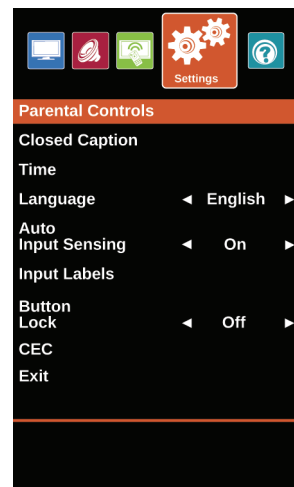 Settings
Parental Controls
Closed Caption
Time
Language ◄ English ►
Auto
Input Sensing ◄ On ►
Input Labels
Button
Lock ◄ Off ►
CEC
Exit